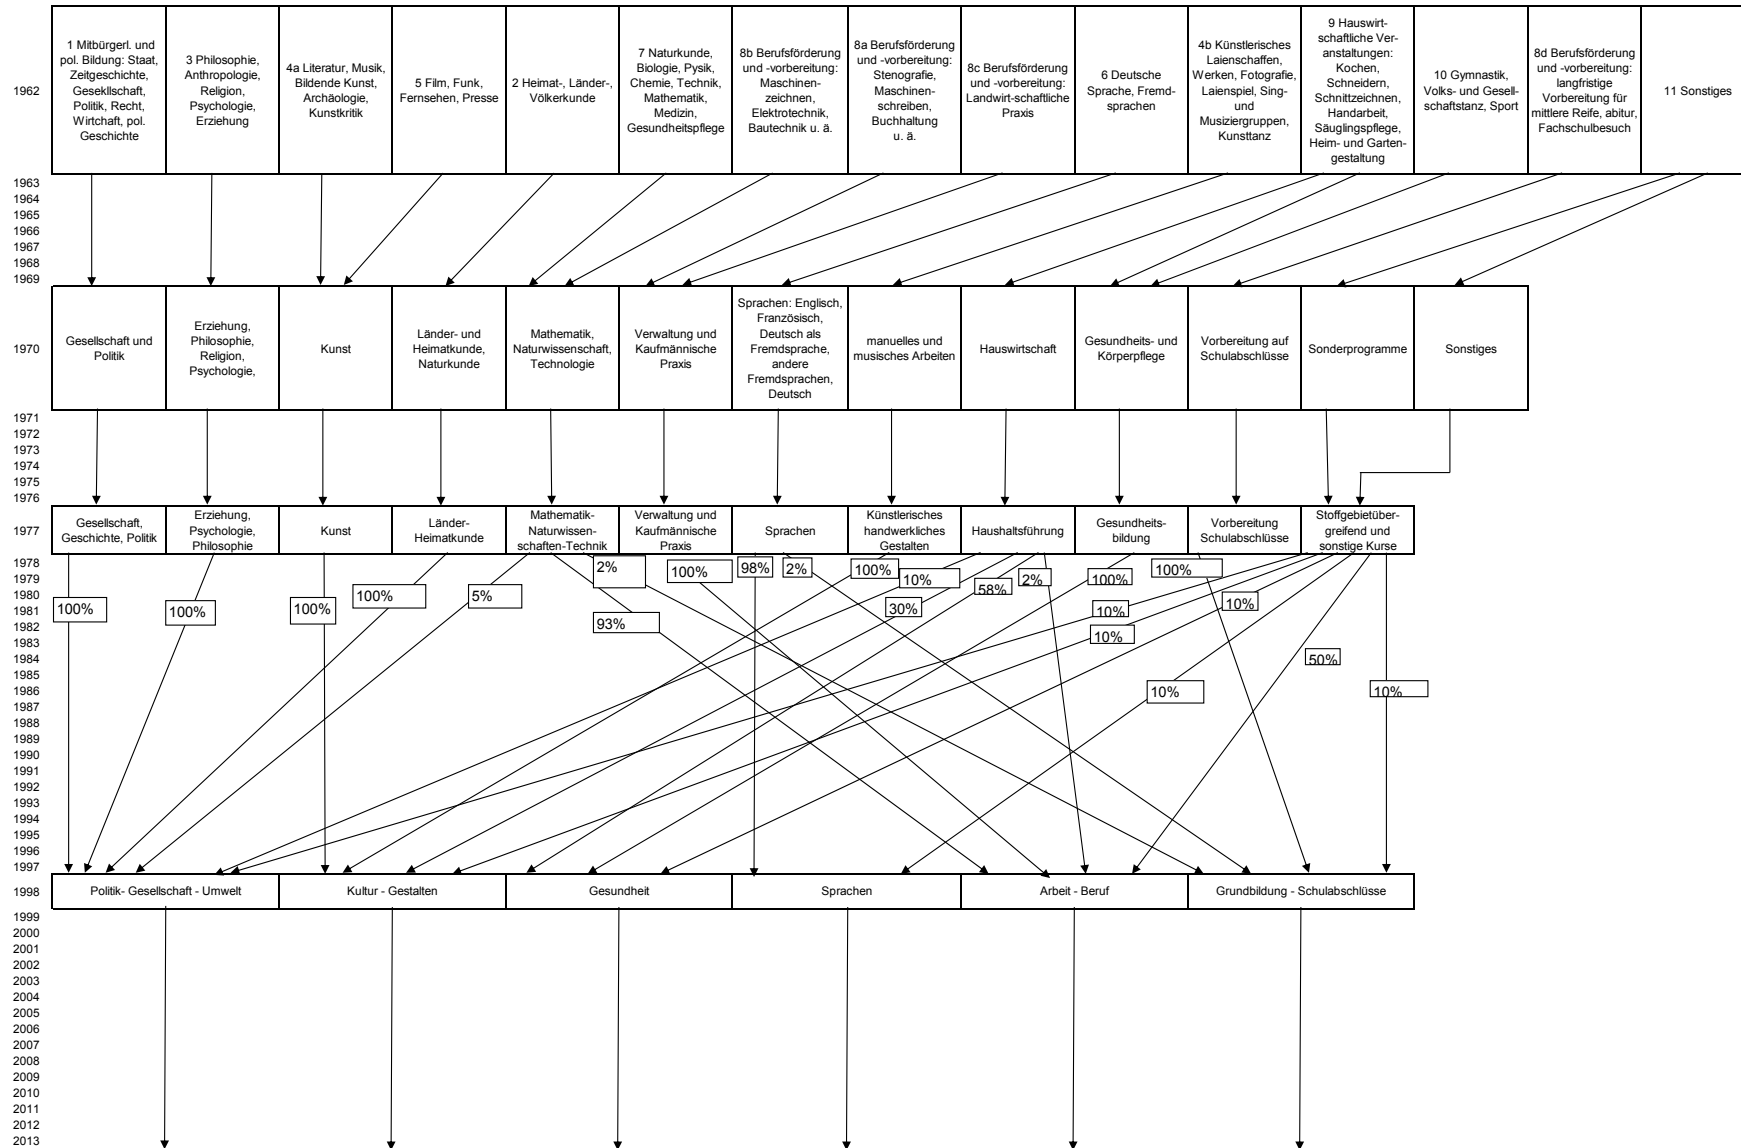 1962
1 Mitbürgerl. und
pol. Bildung: Staat,
Zeitgeschichte,
Gesekllschaft,
Politik, Recht,
Wirtchaft, pol.
Geschichte
3 Philosophie,
Anthropologie,
Religion,
Psychologie,
Erziehung
4a Literatur, Musik,
Bildende Kunst,
Archäologie,
Kunstkritik
5 Film, Funk,
Fernsehen, Presse
2 Heimat-, Länder-,
Völkerkunde
7 Naturkunde,
Biologie, Pysik,
Chemie, Technik,
Mathematik,
Medizin,
Gesundheitspflege
8b Berufsförderung
und -vorbereitung:
Maschinen-
zeichnen,
Elektrotechnik,
Bautechnik u. ä.
8a Berufsförderung
und -vorbereitung:
Stenografie,
Maschinen-
schreiben,
Buchhaltung
u. ä.
8c Berufsförderung
und -vorbereitung:
Landwirt-schaftliche
Praxis
6 Deutsche
Sprache, Fremd-
sprachen
4b Künstlerisches
Laienschaffen,
Werken, Fotografie,
Laienspiel, Sing-
und
Musiziergruppen,
Kunsttanz
9 Hauswirt-
schaftliche Ver-
anstaltungen:
Kochen,
Schneidern,
Schnittzeichnen,
Handarbeit,
Säuglingspflege,
Heim- und Garten-
gestaltung
10 Gymnastik,
Volks- und Gesell-
schaftstanz, Sport
8d Berufsförderung
und -vorbereitung:
langfristige
Vorbereitung für
mittlere Reife, abitur,
Fachschulbesuch
11 Sonstiges
1963
1964
1965
1966
1967
1968
1969
1970
Gesellschaft und
Politik
Erziehung,
Philosophie,
Religion,
Psychologie,
Kunst
Länder- und
Heimatkunde,
Naturkunde
Mathematik,
Naturwissenschaft,
Technologie
Verwaltung und
Kaufmännische
Praxis
Sprachen: Englisch,
Französisch,
Deutsch als
Fremdsprache,
andere
Fremdsprachen,
Deutsch
manuelles und
musisches Arbeiten
Hauswirtschaft
Gesundheits- und
Körperpflege
Vorbereitung auf
Schulabschlüsse
Sonderprogramme
Sonstiges
1971
1972
1973
1974
1975
1976
1977
Gesellschaft,
Geschichte, Politik
Erziehung,
Psychologie,
Philosophie
Kunst
Länder-
Heimatkunde
Mathematik-
Naturwissen-
schaften-Technik
Verwaltung und
Kaufmännische
Praxis
Sprachen
Künstlerisches
handwerkliches
Gestalten
Haushaltsführung
Gesundheits-
bildung
Vorbereitung
Schulabschlüsse
Stoffgebietüber-
greifend und
sonstige Kurse
1978
1979
1980
1981
1982
1983
1984
1985
1986
1987
1988
1989
1990
1991
1992
1993
1994
1995
1996
1997
100%
100%
100%
100%
5%
2%
93%
100%
98%
2%
100%
10%
30%
58%
2%
100%
100%
10%
10%
10%
10%
50%
10%
1998
Politik- Gesellschaft - Umwelt
Kultur - Gestalten
Gesundheit
Sprachen
Arbeit - Beruf
Grundbildung - Schulabschlüsse
1999
2000
2001
2002
2003
2004
2005
2006
2007
2008
2009
2010
2011
2012
2013